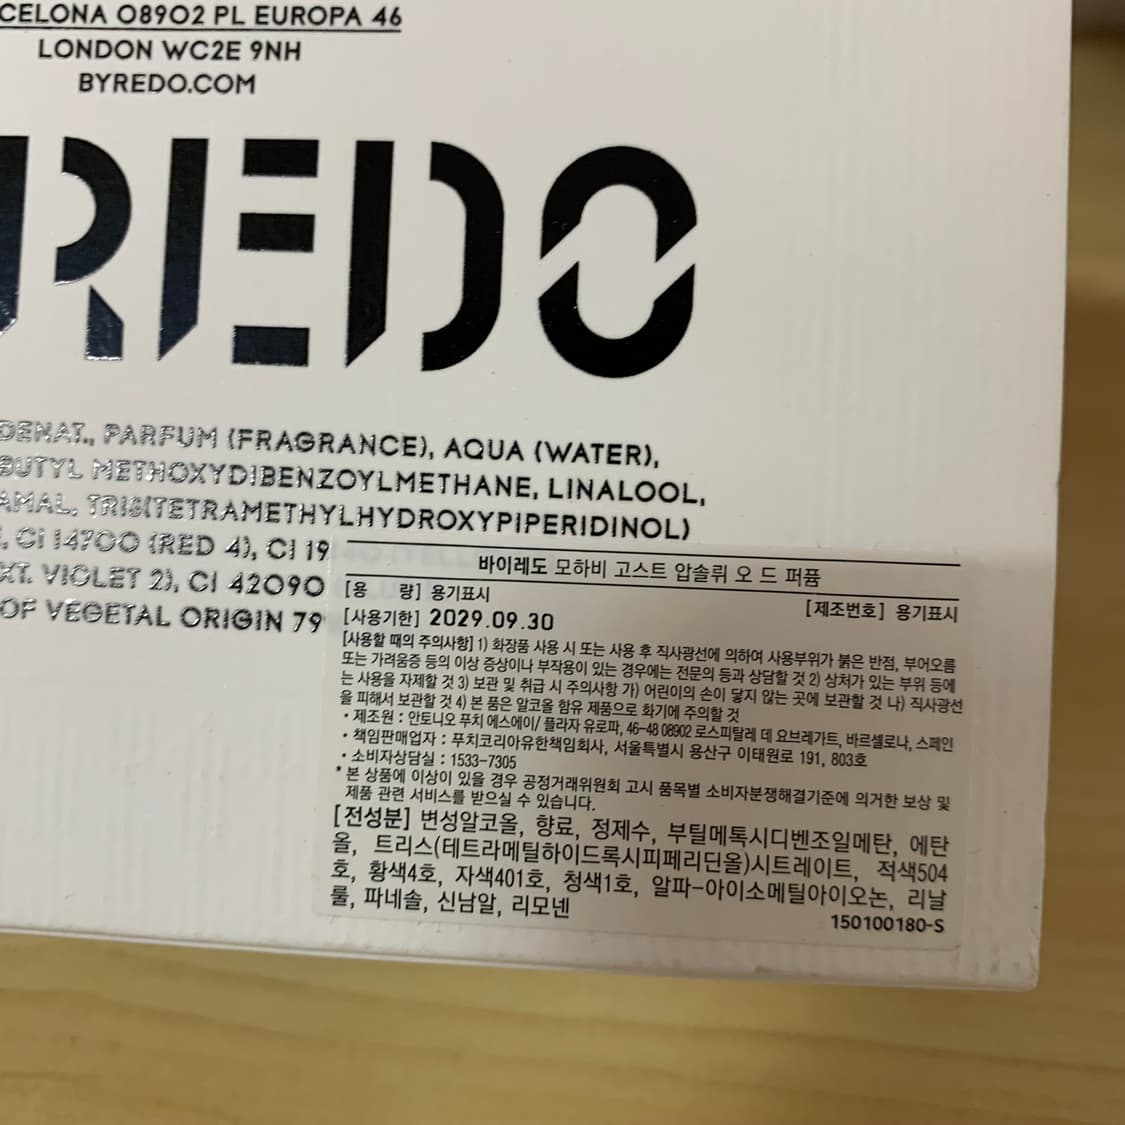 CELONA 08902 PL EUROPA 46
LONDON WC2E 9NH
BYREDO.COM
REDO
DENAT., PARFUM (FRAGRANCE), AQUA (WATER),
BUTYL METHOXYDIBENZOYLMETHANE, LINALOOL,
AMAL, TRIS(TETRAMETHYLHYDROXYPIPERIDINOL)
, CI 14700 (RED 4), CI 19
XT. VIOLET 2), CI 42090
OF VEGETAL ORIGIN 79
바이레도 모하비 고스트 압솔뤼 오 드 퍼퓸
[용 량] 용기표시 [제조번호] 용기표시
[사용기한] 2029.09.30
[사용할 때의 주의사항] 1) 화장품 사용 시 또는 사용 후 직사광선에 의하여 사용부위가 붉은 반점, 부어오름
또는 가려움증 등의 이상 증상이나 부작용이 있는 경우에는 전문의 등과 상담할 것 2) 상처가 있는 부위 등에
는 사용을 자제할 것 3) 보관 및 취급 시 주의사항 가) 어린이의 손이 닿지 않는 곳에 보관할 것 나) 직사광선
을 피해서 보관할 것 4) 본 품은 알코올 함유 제품으로 화기에 주의할 것
• 제조원 : 안토니오 푸치 에스에이/ 플라자 유로파, 46-48 08902 로스피탈레 데 요브레가트, 바르셀로나, 스페인
• 책임판매업자 : 푸치코리아유한책임회사, 서울특별시 용산구 이태원로 191, 803호
• 소비자상담실 : 1533-7305
* 본 상품에 이상이 있을 경우 공정거래위원회 고시 품목별 소비자분쟁해결기준에 의거한 보상 및
제품 관련 서비스를 받으실 수 있습니다.
[전성분] 변성알코올, 향료, 정제수, 부틸메톡시디벤조일메탄, 에탄
올, 트리스(테트라메틸하이드록시피페리딘올)시트레이트, 적색504
호, 황색4호, 자색401호, 청색1호, 알파-아이소메틸아이오논, 리날
룰, 파네솔, 신남알, 리모넨
150100180-S